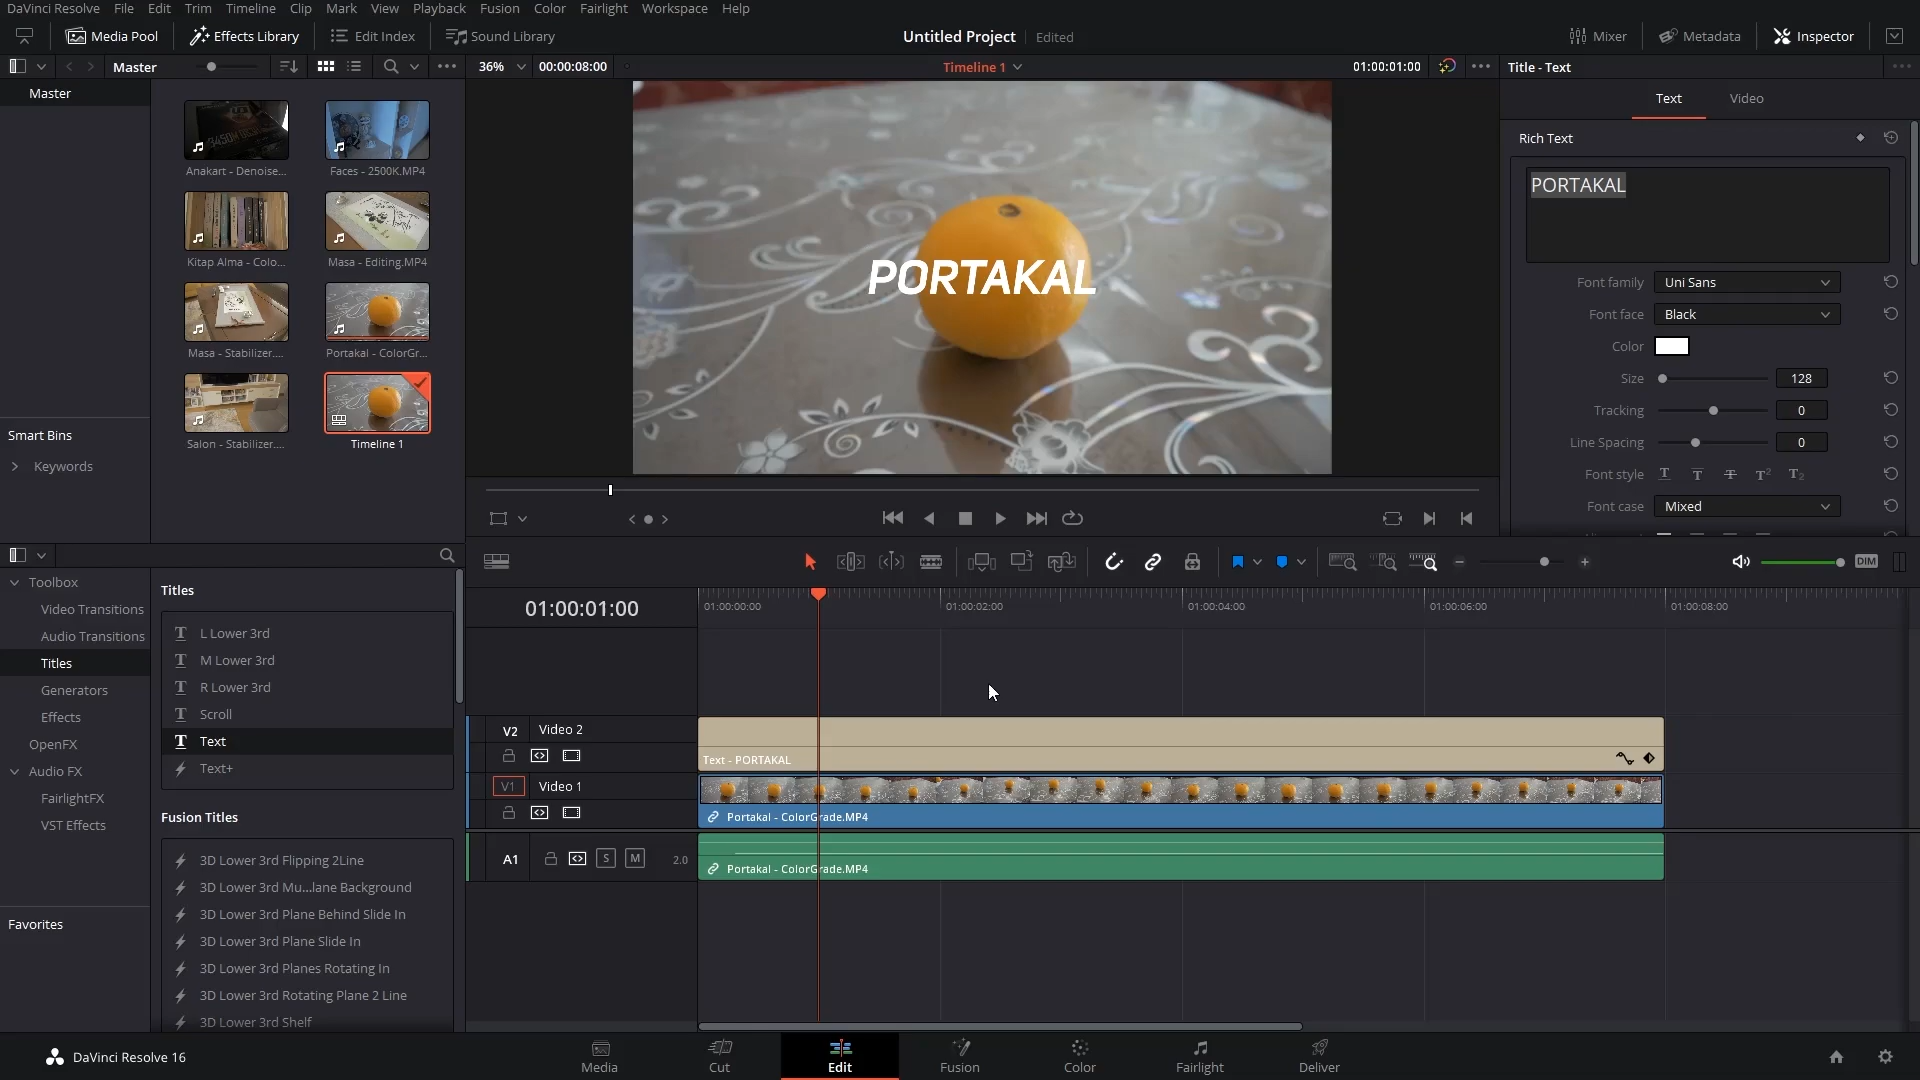 DaVinci Resolve File Edit Trim Timeline Clip Mark View Playback Fusion Color Fairlight Workspace Help
Media Pool Effects Library Edit Index Sound Library Untitled Project Edited Mixer Metadata Inspector
Master 36% 00:00:08:00 Timeline 1 01:00:01:00 Title - Text
Master
Anakart - Denoise... Faces - 2500K.MP4
Kitap Alma - Colo... Masa - Editing.MP4
Masa - Stabilizer.... Portakal - ColorGr...
Salon - Stabilizer.... Timeline 1
Smart Bins
Keywords
PORTAKAL
Text Video
Rich Text
PORTAKAL
Font family Uni Sans
Font face Black
Color
Size 128
Tracking 0
Line Spacing 0
Font style T T T T2 T2
Font case Mixed
Toolbox
Video Transitions
Audio Transitions
Titles
Generators
Effects
OpenFX
Audio FX
FairlightFX
VST Effects
Favorites
Titles
L Lower 3rd
M Lower 3rd
R Lower 3rd
Scroll
Text
Text+
Fusion Titles
3D Lower 3rd Flipping 2Line
3D Lower 3rd Mu...lane Background
3D Lower 3rd Plane Behind Slide In
3D Lower 3rd Plane Slide In
3D Lower 3rd Planes Rotating In
3D Lower 3rd Rotating Plane 2 Line
3D Lower 3rd Shelf
DIM
01:00:01:00 01:00:00:00 01:00:02:00 01:00:04:00 01:00:06:00 01:00:08:00
V2 Video 2
Text - PORTAKAL
V1 Video 1
Portakal - ColorGrade.MP4
A1 S M 2.0
Portakal - ColorGrade.MP4
DaVinci Resolve 16 Media Cut Edit Fusion Color Fairlight Deliver